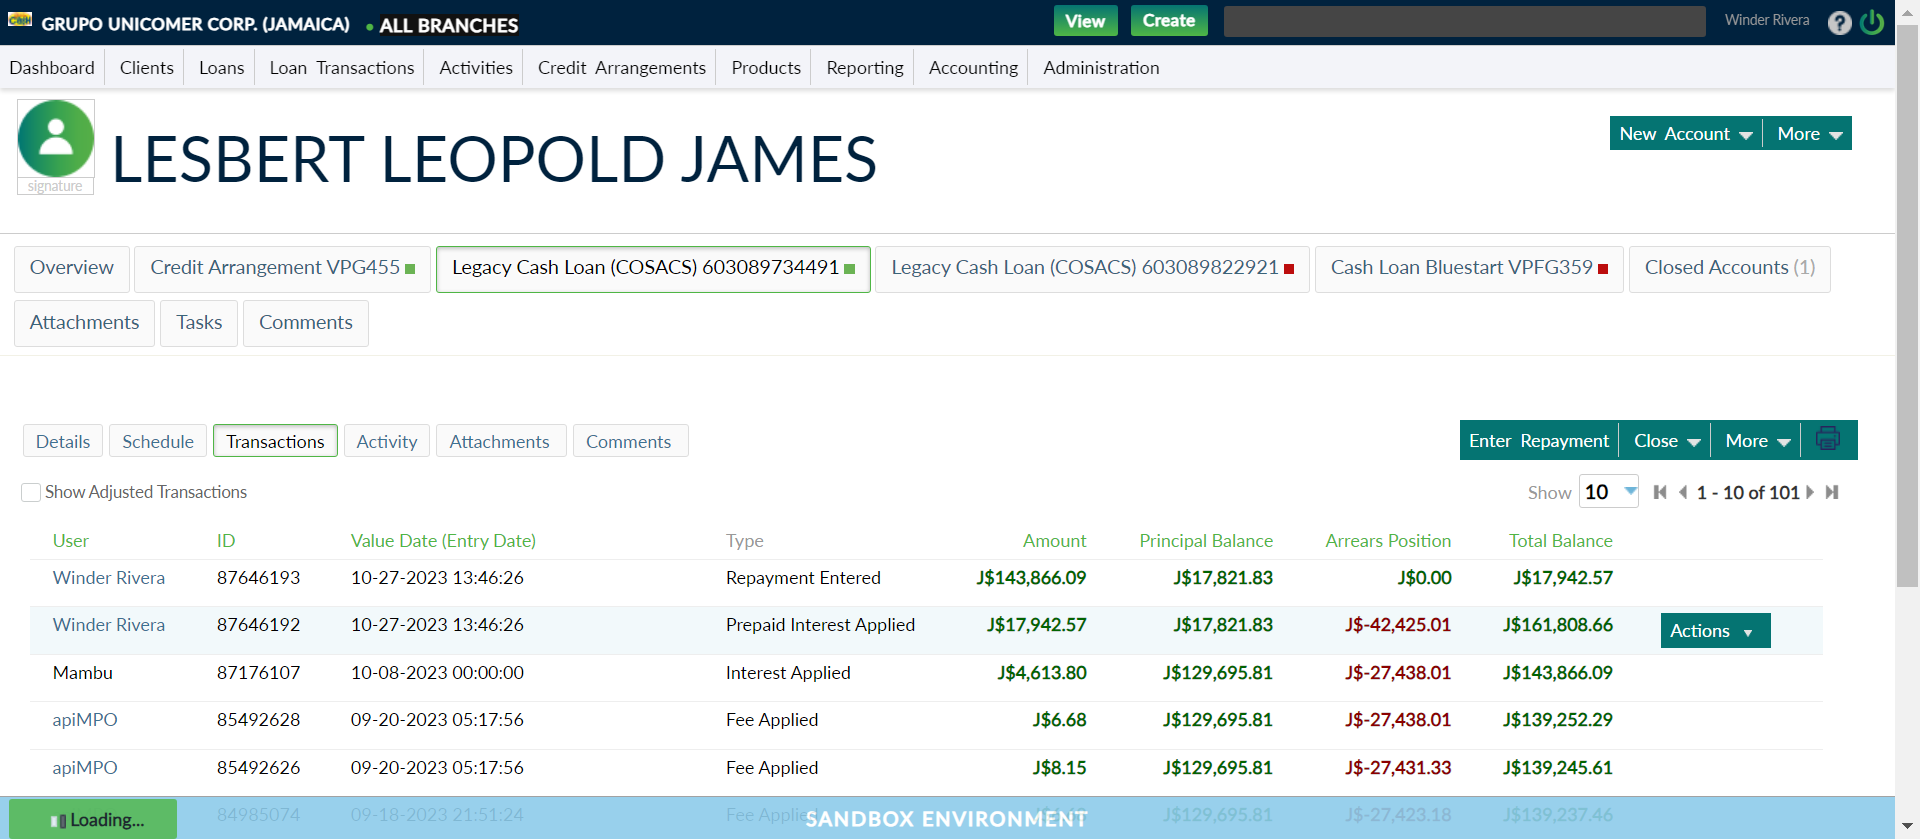 CaSH GRUPO UNICOMER CORP. (JAMAICA) • ALL BRANCHES View Create Winder Rivera ?
Dashboard Clients Loans Loan Transactions Activities Credit Arrangements Products Reporting Accounting Administration
LESBERT LEOPOLD JAMES
New Account More
signature
Overview Credit Arrangement VPG455 Legacy Cash Loan (COSACS) 603089734491 Legacy Cash Loan (COSACS) 603089822921 Cash Loan Bluestart VPFG359 Closed Accounts (1)
Attachments Tasks Comments
Details Schedule Transactions Activity Attachments Comments Enter Repayment Close More
Show Adjusted Transactions Show 10 1 - 10 of 101
User ID Value Date (Entry Date) Type Amount Principal Balance Arrears Position Total Balance
Winder Rivera 87646193 10-27-2023 13:46:26 Repayment Entered J$143,866.09 J$17,821.83 J$0.00 J$17,942.57
Winder Rivera 87646192 10-27-2023 13:46:26 Prepaid Interest Applied J$17,942.57 J$17,821.83 J$-42,425.01 J$161,808.66 Actions
Mambu 87176107 10-08-2023 00:00:00 Interest Applied J$4,613.80 J$129,695.81 J$-27,438.01 J$143,866.09
apiMPO 85492628 09-20-2023 05:17:56 Fee Applied J$6.68 J$129,695.81 J$-27,438.01 J$139,252.29
apiMPO 85492626 09-20-2023 05:17:56 Fee Applied J$8.15 J$129,695.81 J$-27,431.33 J$139,245.61
84985074 09-18-2023 21:51:24 Fee Applied J$129,695.81 J$-27,423.18 J$139,237.46
Loading... SANDBOX ENVIRONMENT